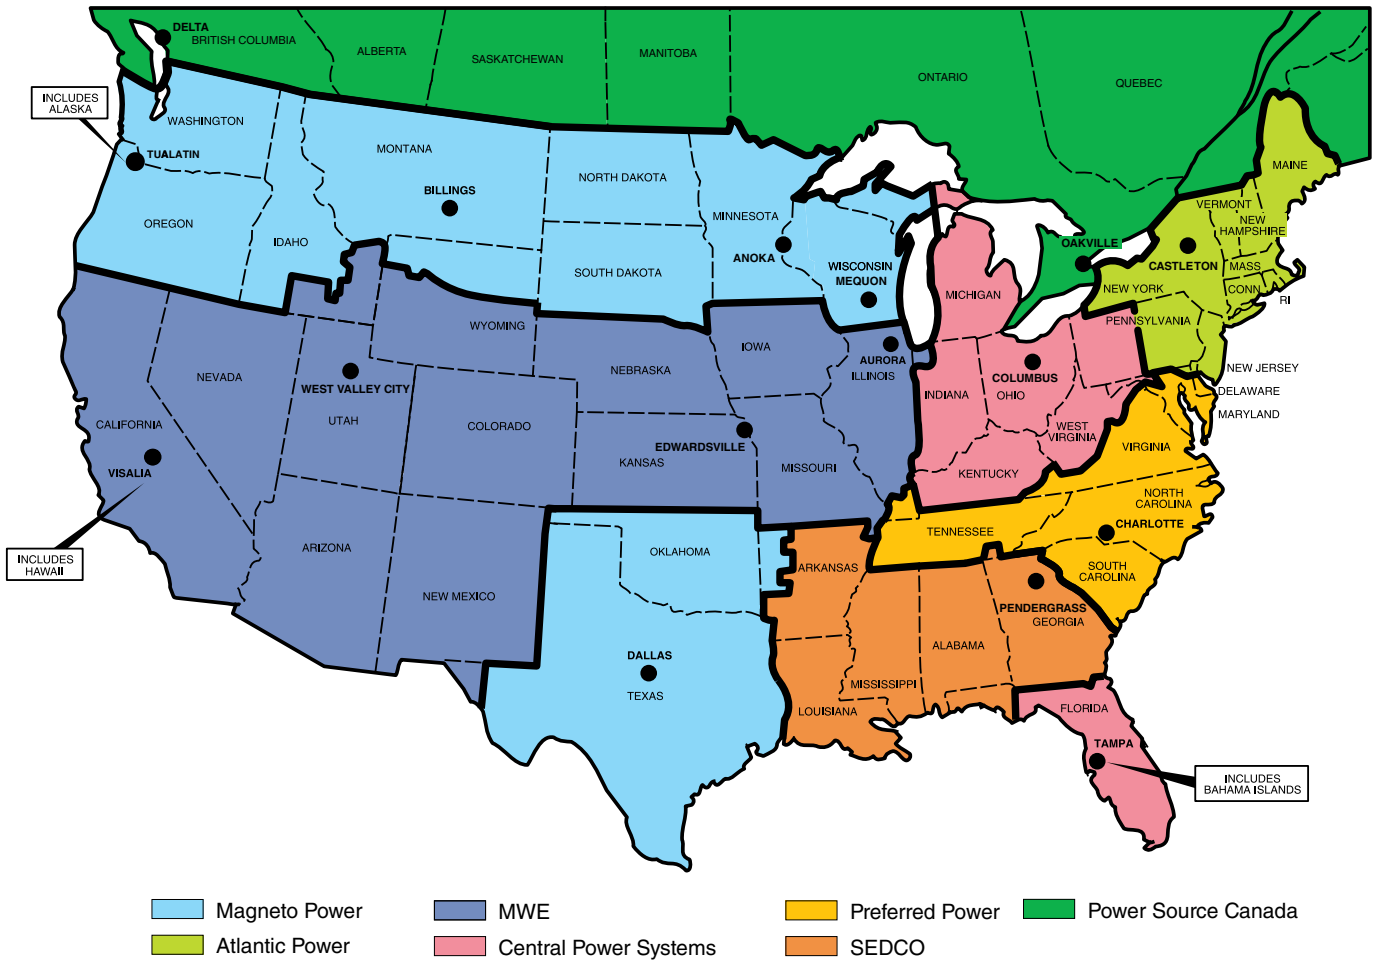 DELTA
BRITISH COLUMBIA
ALBERTA
SASKATCHEWAN
MANITOBA
ONTARIO
QUEBEC
INCLUDES
ALASKA
WASHINGTON
TUALATIN
MONTANA
BILLINGS
NORTH DAKOTA
MINNESOTA
ANOKA
OREGON
IDAHO
SOUTH DAKOTA
WISCONSIN
MEQUON
MICHIGAN
OAKVILLE
MAINE
VERMONT
NEW
HAMPSHIRE
CASTLETON
MASS
NEW YORK
CONN
RI
PENNSYLVANIA
WYOMING
IOWA
NEBRASKA
AURORA
ILLINOIS
NEVADA
WEST VALLEY CITY
UTAH
COLORADO
INDIANA
COLUMBUS
OHIO
NEW JERSEY
DELAWARE
MARYLAND
CALIFORNIA
VISALIA
EDWARDSVILLE
KANSAS
MISSOURI
WEST
VIRGINIA
VIRGINIA
KENTUCKY
INCLUDES
HAWAII
ARIZONA
NEW MEXICO
OKLAHOMA
TENNESSEE
NORTH
CAROLINA
CHARLOTTE
SOUTH
CAROLINA
ARKANSAS
PENDERGRASS
GEORGIA
ALABAMA
MISSISSIPPI
LOUISIANA
DALLAS
TEXAS
FLORIDA
TAMPA
INCLUDES
BAHAMA ISLANDS
Magneto Power
MWE
Preferred Power
Power Source Canada
Atlantic Power
Central Power Systems
SEDCO